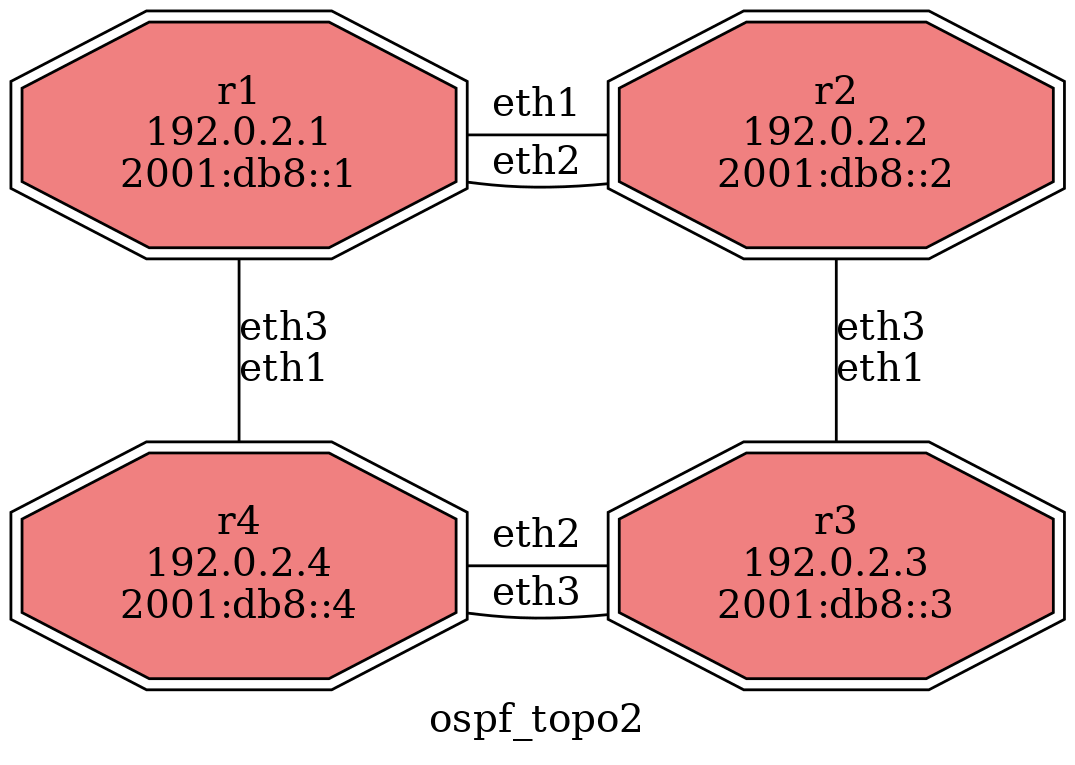 r1
192.0.2.1
2001:db8::1
eth1
eth2
r2
192.0.2.2
2001:db8::2
eth3
eth1
eth3
eth1
r4
192.0.2.4
2001:db8::4
eth2
eth3
r3
192.0.2.3
2001:db8::3
ospf_topo2